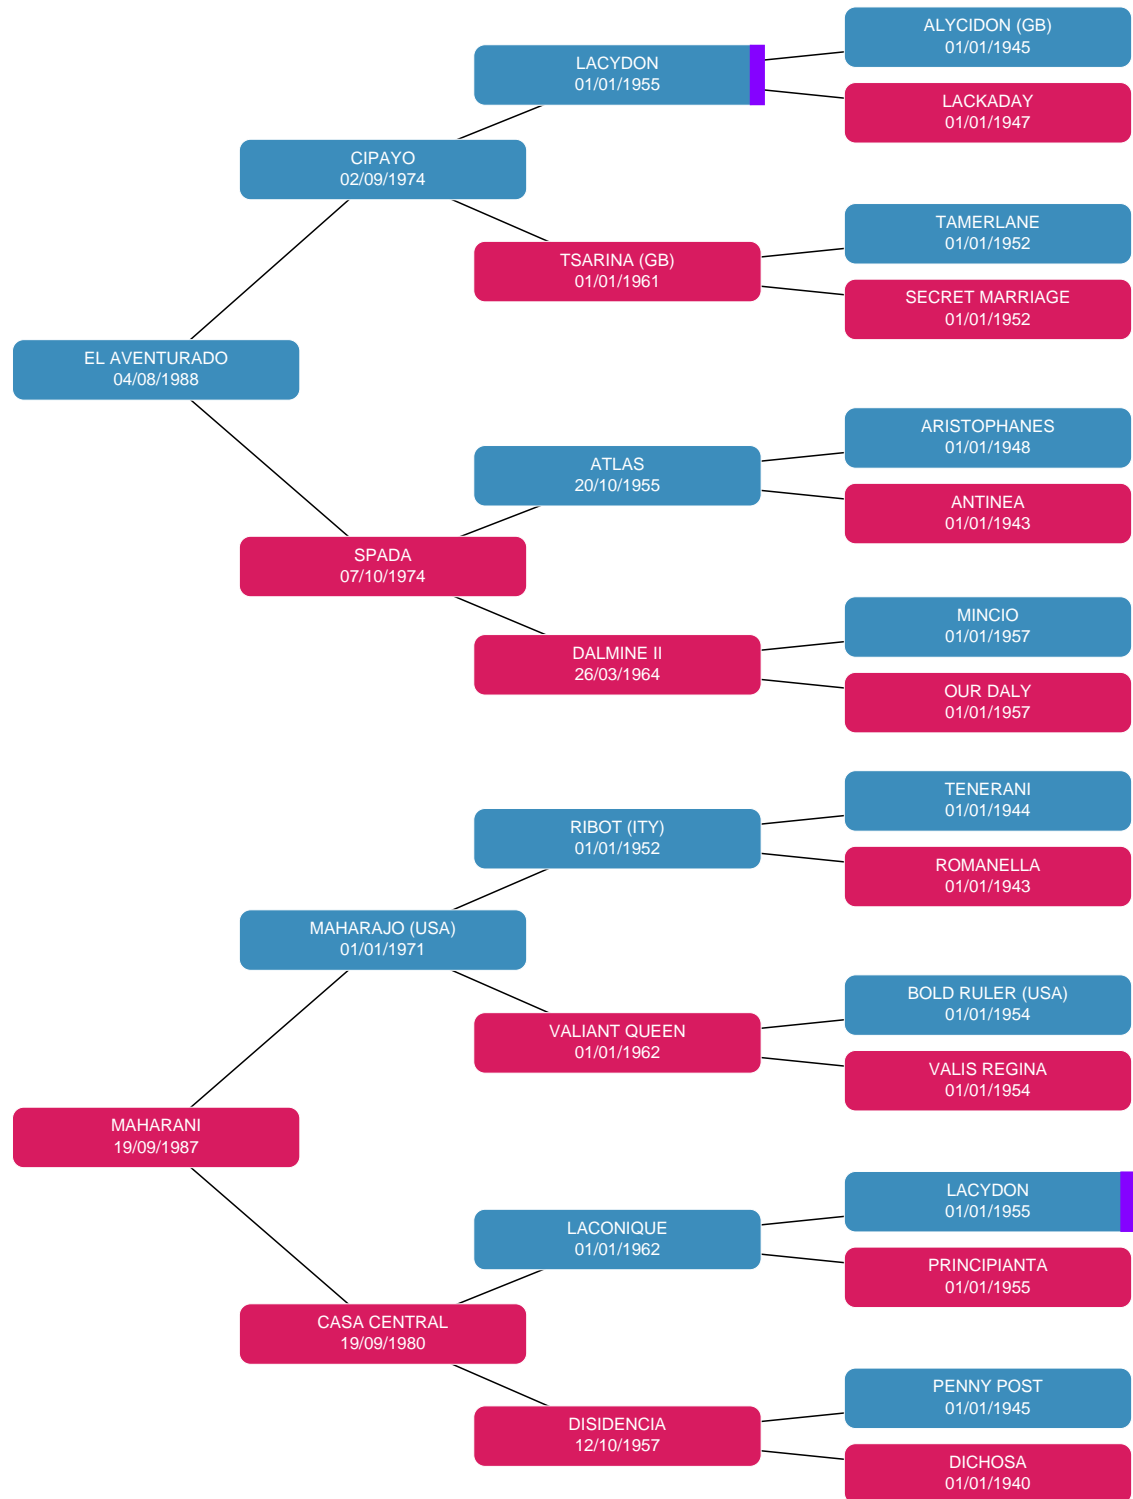 ALYCIDON (GB)
01/01/1945
LACYDON
01/01/1955
LACKADAY
01/01/1947
CIPAYO
02/09/1974
TAMERLANE
01/01/1952
TSARINA (GB)
01/01/1961
SECRET MARRIAGE
01/01/1952
EL AVENTURADO
04/08/1988
ARISTOPHANES
01/01/1948
ATLAS
20/10/1955
ANTINEA
01/01/1943
SPADA
07/10/1974
MINCIO
01/01/1957
DALMINE II
26/03/1964
OUR DALY
01/01/1957
TENERANI
01/01/1944
RIBOT (ITY)
01/01/1952
ROMANELLA
01/01/1943
MAHARAJO (USA)
01/01/1971
BOLD RULER (USA)
01/01/1954
VALIANT QUEEN
01/01/1962
VALIS REGINA
01/01/1954
MAHARANI
19/09/1987
LACYDON
01/01/1955
LACONIQUE
01/01/1962
PRINCIPIANTA
01/01/1955
CASA CENTRAL
19/09/1980
PENNY POST
01/01/1945
DISIDENCIA
12/10/1957
DICHOSA
01/01/1940